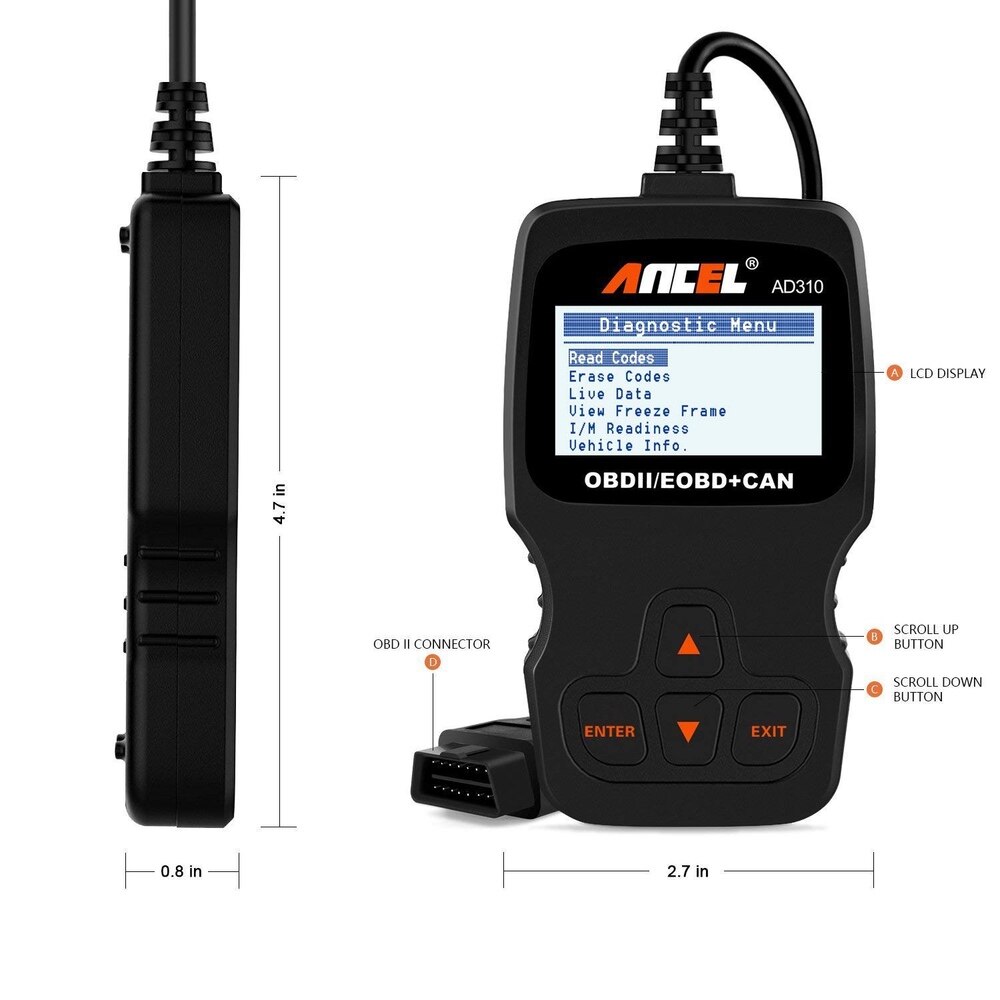 ANCEL®
AD310
Diagnostic Menu
Read Codes
Erase Codes
Live Data
View Freeze Frame
I/M Readiness
Vehicle Info.
OBDII/EOBD+CAN
A LCD DISPLAY
4.7 in
B SCROLL UP
BUTTON
OBD II CONNECTOR
D
C SCROLL DOWN
BUTTON
ENTER
EXIT
0.8 in
2.7 in